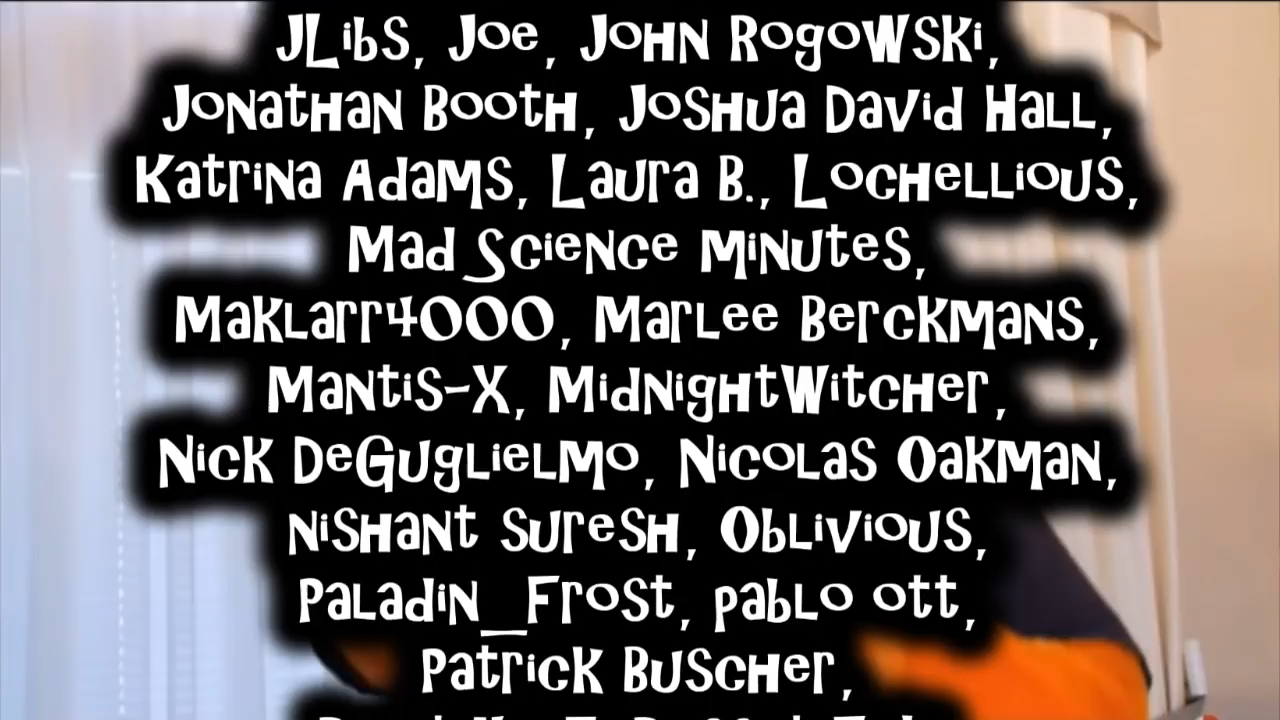 JLibs, Joe, John Rogowski,
Jonathan Booth, Joshua David Hall,
Katrina Adams, Laura B., Lochellious,
Mad Science Minutes,
Maklarr4000, Marlee Berckmans,
Mantis-X, MidnightWitcher,
Nick DeGuglielmo, Nicolas Oakman,
Nishant Suresh, Oblivious,
Paladin_Frost, pablo ott,
Patrick Buscher,